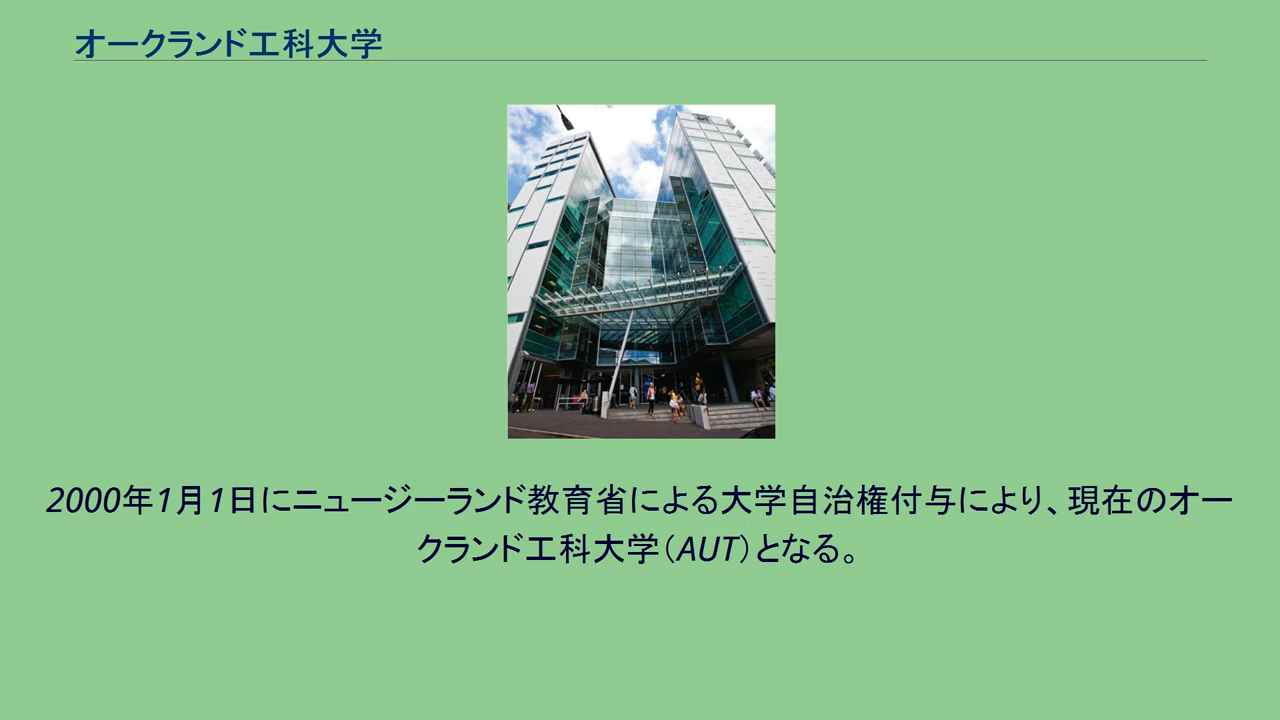 オークランド工科大学
2000年1月1日にニュージーランド教育省による大学自治権付与により、現在のオー
クランド工科大学（AUT）となる。